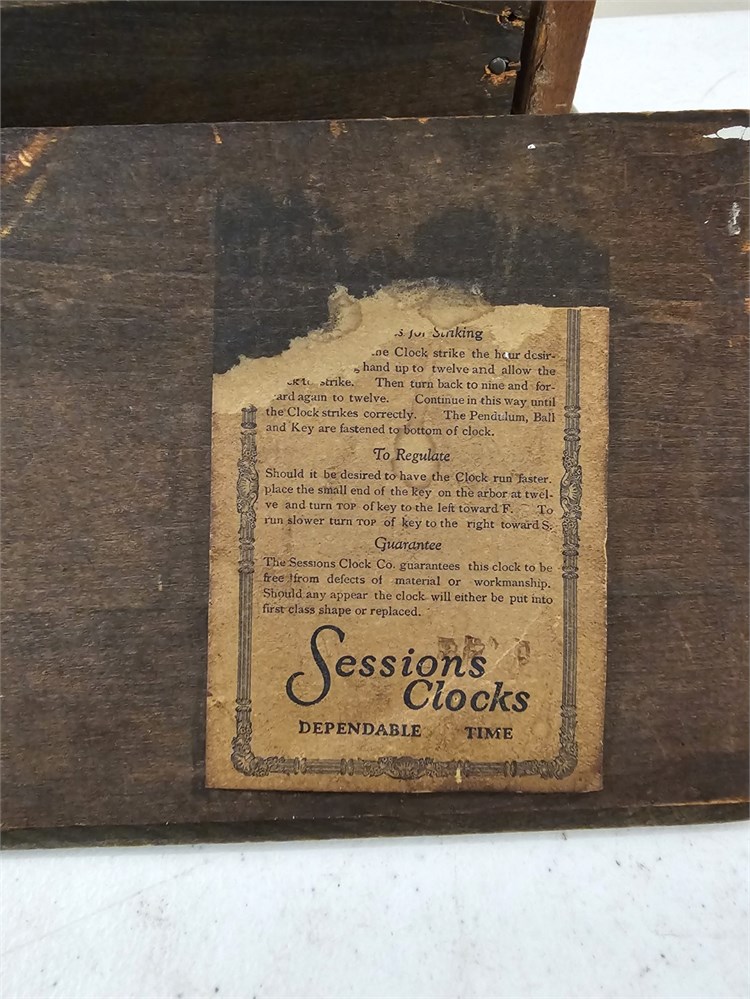 for Striking
the Clock strike the hour desir-
hand up to twelve and allow the
strike. Then turn back to nine and for-
ard again to twelve. Continue in this way until
the Clock strikes correctly. The Pendulum, Ball
and Key are fastened to bottom of clock.
To Regulate
Should it be desired to have the Clock run faster.
place the small end of the key on the arbor at twel-
ve and turn TOP of key to the left toward F. To
run slower turn TOP of key to the right toward S.
Guarantee
The Sessions Clock Co. guarantees this clock to be
free from defects of material or workmanship.
Should any appear the clock will either be put into
first class shape or replaced.
Sessions
Clocks
DEPENDABLE TIME